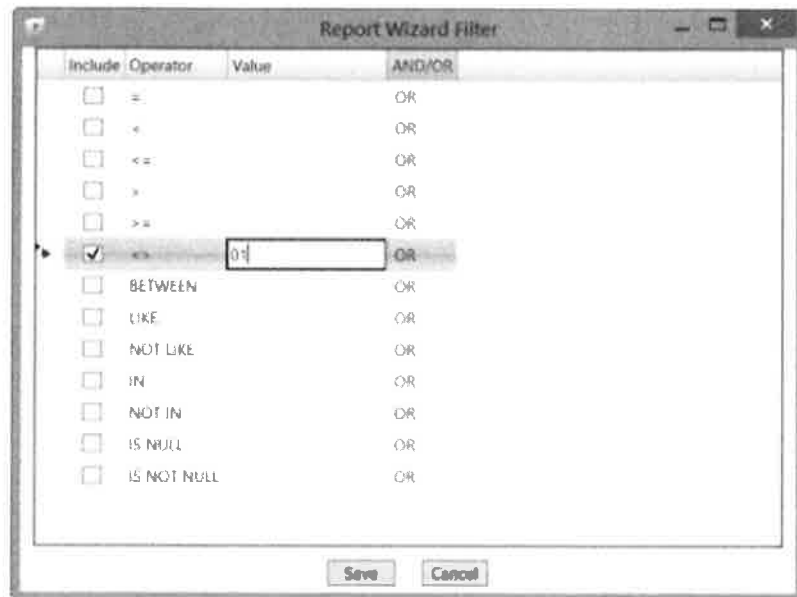 Report Wizard Filter
Include Operator Value AND/OR
= OR
< OR
<= OR
> OR
>= OR
<> 01 OR
BETWEEN OR
LIKE OR
NOT LIKE OR
IN OR
NOT IN OR
IS NULL OR
IS NOT NULL OR
Save Cancel